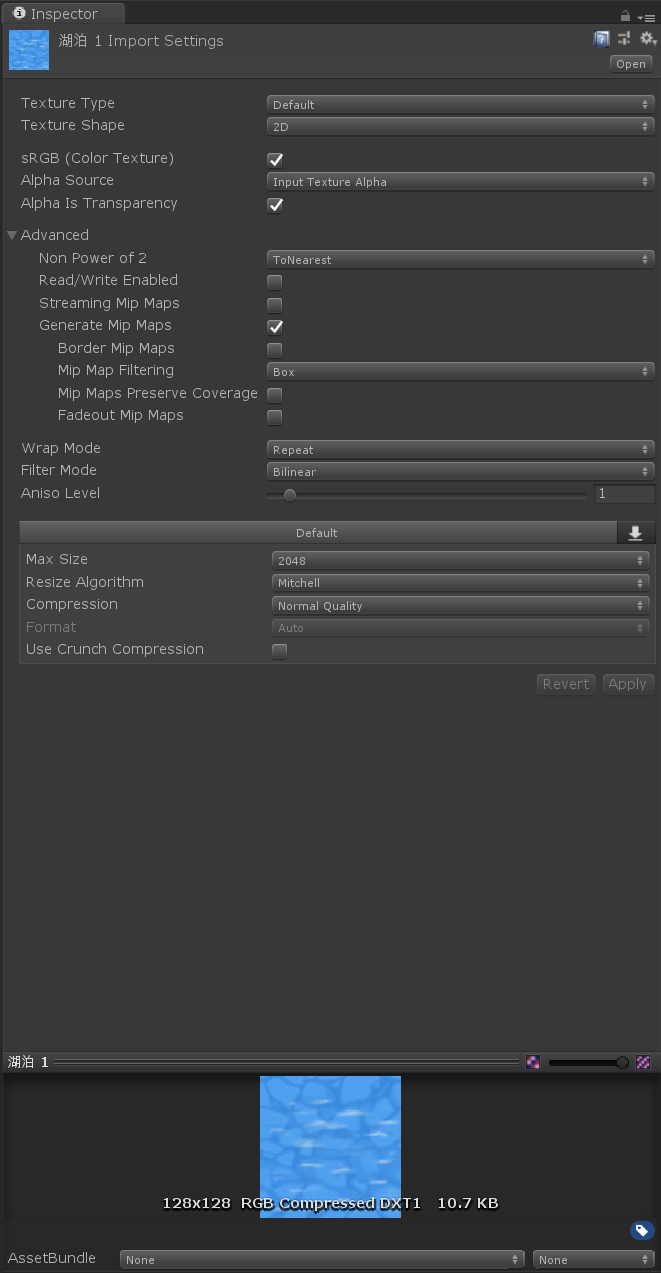 Inspector
湖泊 1 Import Settings
Open
Texture Type Default
Texture Shape 2D
sRGB (Color Texture)
Alpha Source Input Texture Alpha
Alpha Is Transparency
Advanced
Non Power of 2 ToNearest
Read/Write Enabled
Streaming Mip Maps
Generate Mip Maps
Border Mip Maps
Mip Map Filtering Box
Mip Maps Preserve Coverage
Fadeout Mip Maps
Wrap Mode Repeat
Filter Mode Bilinear
Aniso Level 1
Default
Max Size 2048
Resize Algorithm Mitchell
Compression Normal Quality
Format Auto
Use Crunch Compression
Revert Apply
湖泊 1
128x128 RGB Compressed DXT1 10.7 KB
AssetBundle None None